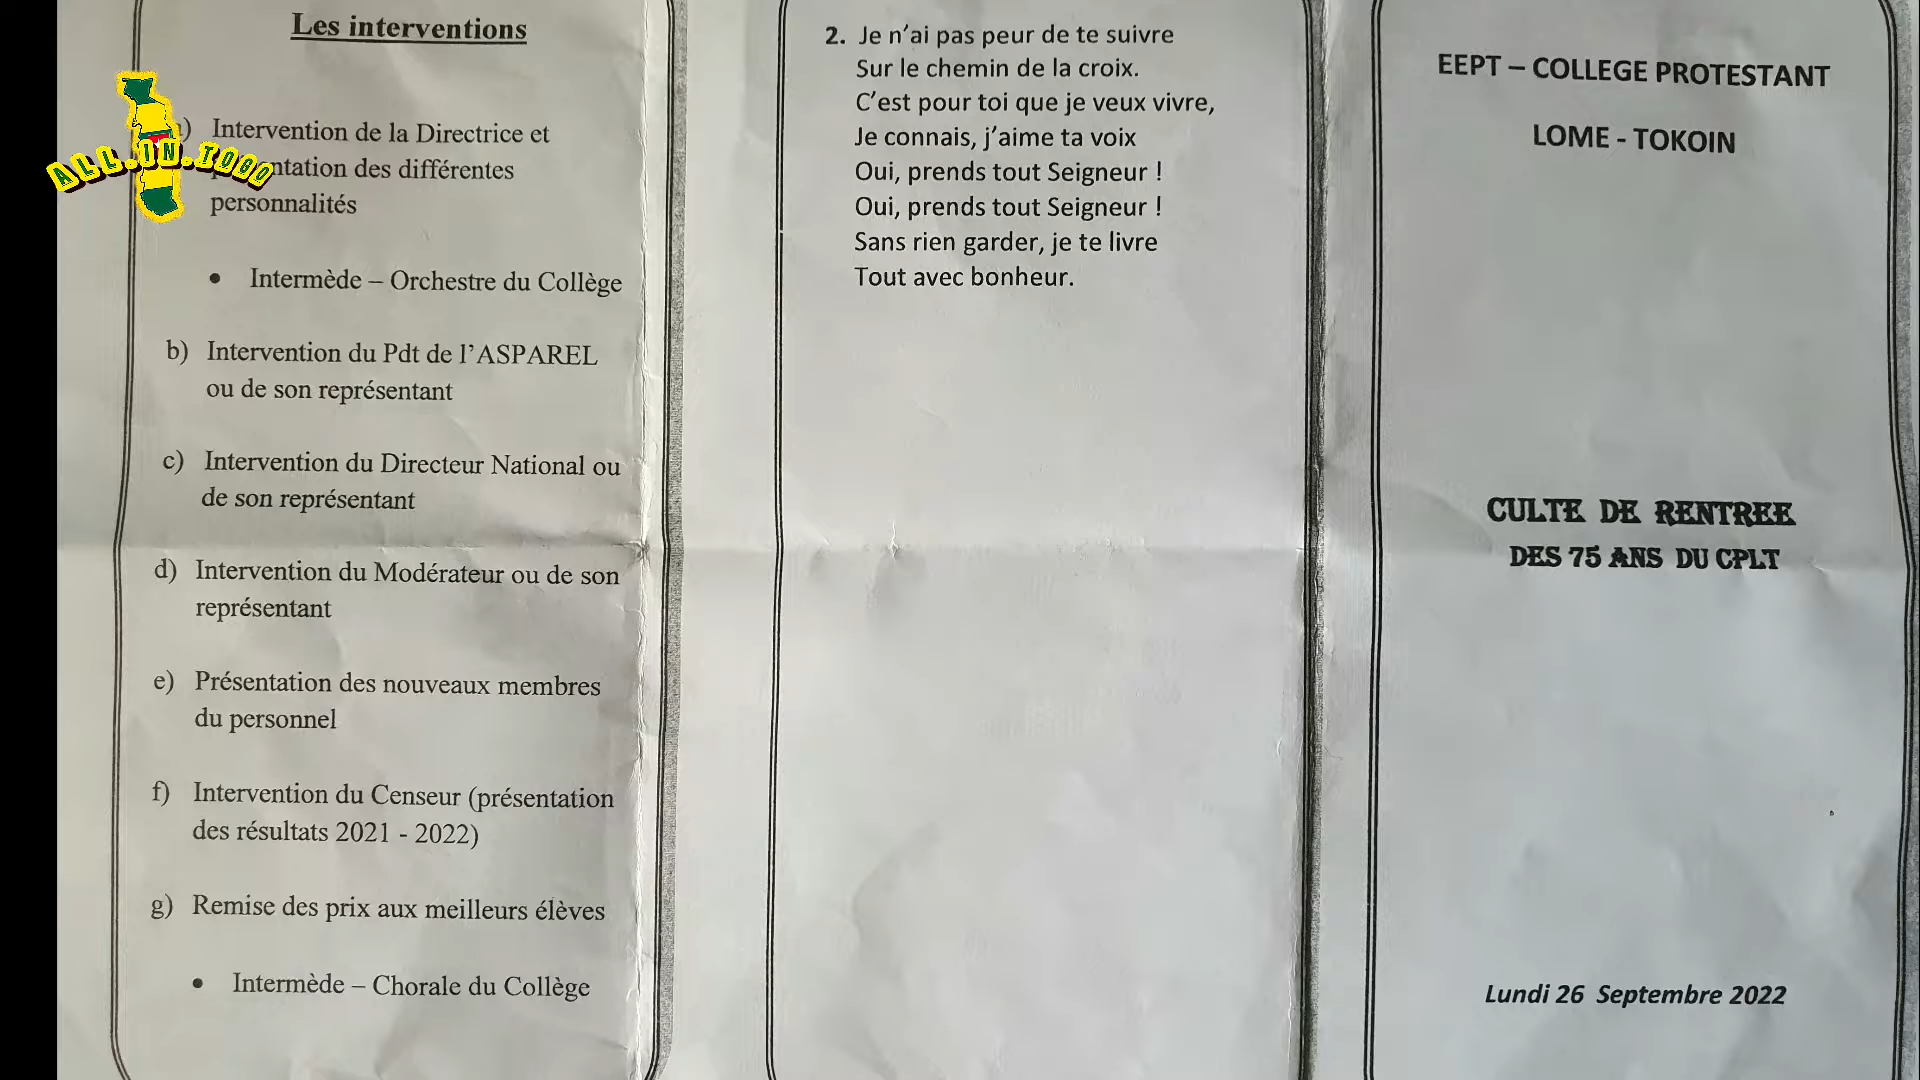 Les interventions
ALL.ON.TOGO
) Intervention de la Directrice et
ntation des différentes
personnalités
• Intermède – Orchestre du Collège
b) Intervention du Pdt de l'ASPAREL
ou de son représentant
c) Intervention du Directeur National ou
de son représentant
d) Intervention du Modérateur ou de son
représentant
e) Présentation des nouveaux membres
du personnel
f) Intervention du Censeur (présentation
des résultats 2021 - 2022)
g) Remise des prix aux meilleurs élèves
• Intermède – Chorale du Collège
2. Je n'ai pas peur de te suivre
Sur le chemin de la croix.
C'est pour toi que je veux vivre,
Je connais, j'aime ta voix
Oui, prends tout Seigneur !
Oui, prends tout Seigneur !
Sans rien garder, je te livre
Tout avec bonheur.
EEPT – COLLEGE PROTESTANT
LOME - TOKOIN
CULTE DE RENTREE
DES 75 ANS DU CPLT
Lundi 26 Septembre 2022